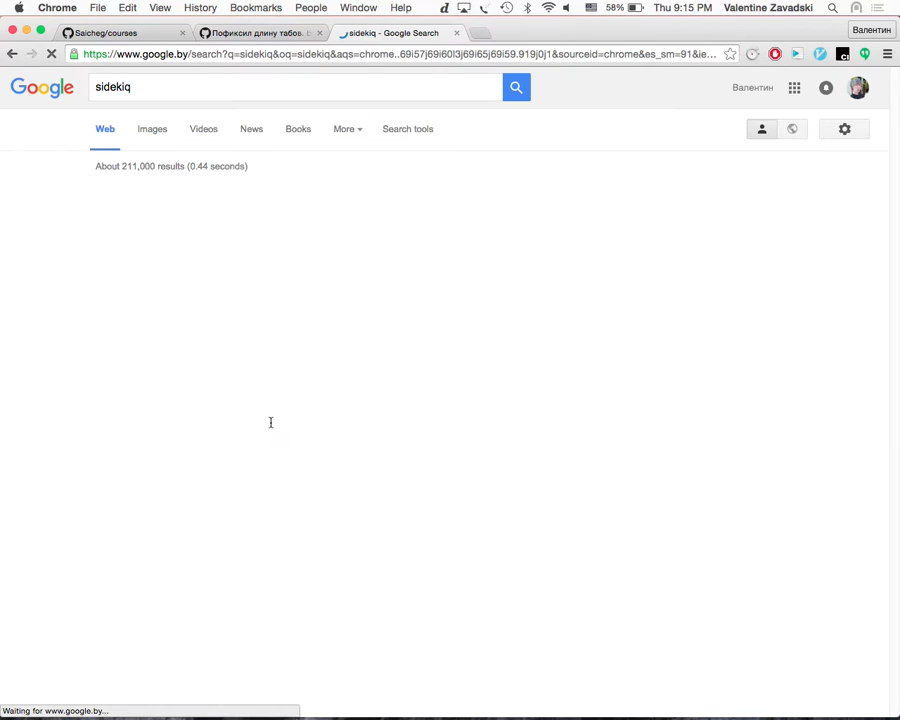 Chrome File Edit View History Bookmarks People Window Help 58% Thu 9:15 PM Valentine Zavadski
Saicheg/courses Пофиксил длину табов. sidekiq - Google Search Валентин
https://www.google.by/search?q=sidekiq&oq=sidekiq&aqs=chrome..69i57j69i60l3j69i65j69i59.919j0j1&sourceid=chrome&es_sm=91&ie...
Google sidekiq Валентин
Web Images Videos News Books More Search tools
About 211,000 results (0.44 seconds)
Waiting for www.google.by...